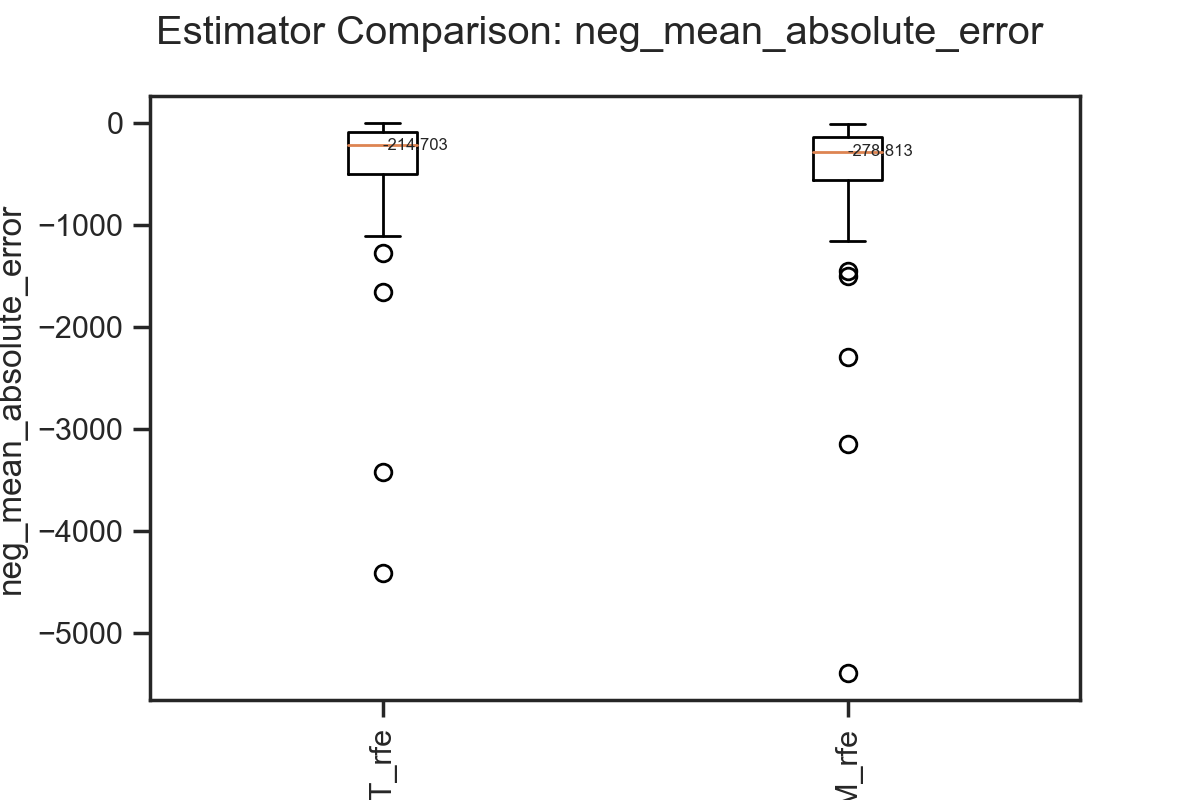 Estimator Comparison: neg_mean_absolute_error
neg_mean_absolute_error
0
−1000
−2000
−3000
−4000
−5000
-214.703
-278.813
T_rfe
M_rfe